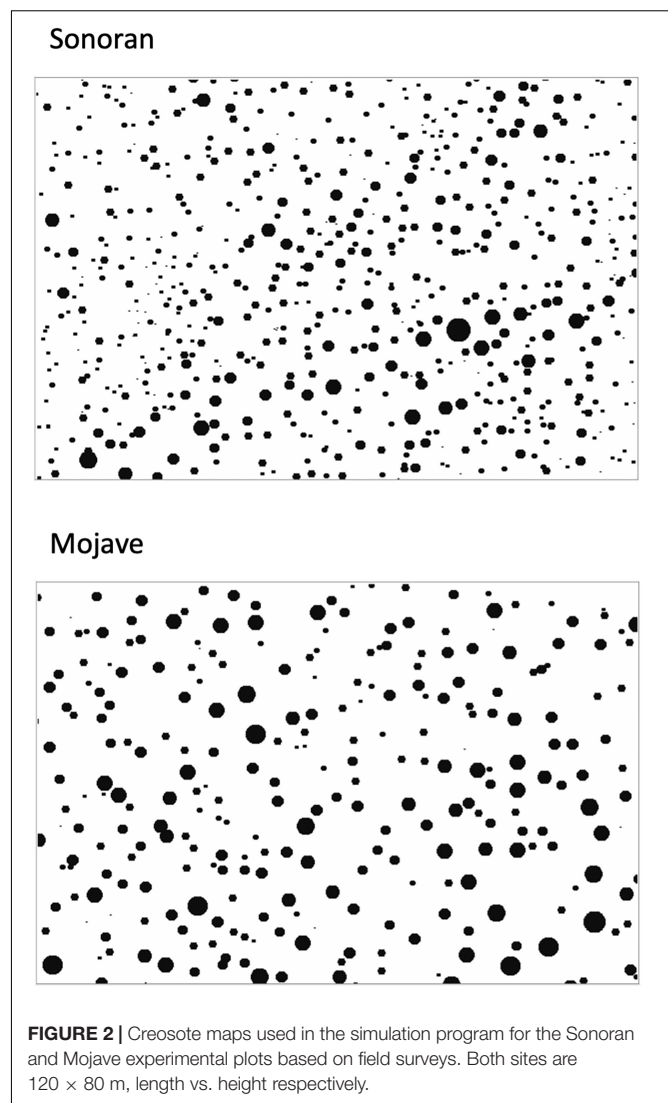 Sonoran
Mojave
FIGURE 2 | Creosote maps used in the simulation program for the Sonoran
and Mojave experimental plots based on field surveys. Both sites are
120 × 80 m, length vs. height respectively.